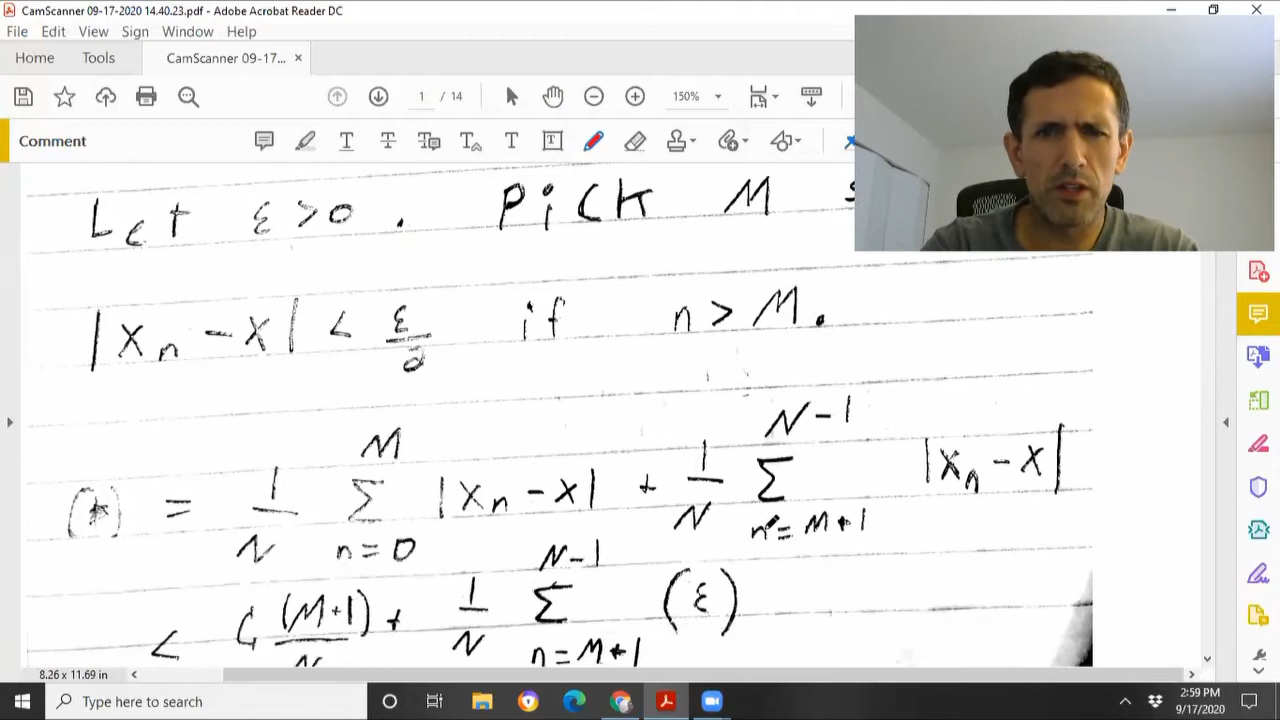 CamScanner 09-17-2020 14.40.23.pdf - Adobe Acrobat Reader DC
File Edit View Sign Window Help
Home Tools CamScanner 09-17... ×
1 / 14 150%
Comment
Let ε>0. Pick M s
|xn - x| < ε/2 if n > M.
M N-1
(*) = 1/N Σ |xn - x| + 1/N Σ |xn - x|
n=0 n=M+1
N-1
< 4 (M+1)/N + 1/N Σ (ε)
n=M+1
8.26 x 11.69 in
Type here to search
2:59 PM
9/17/2020